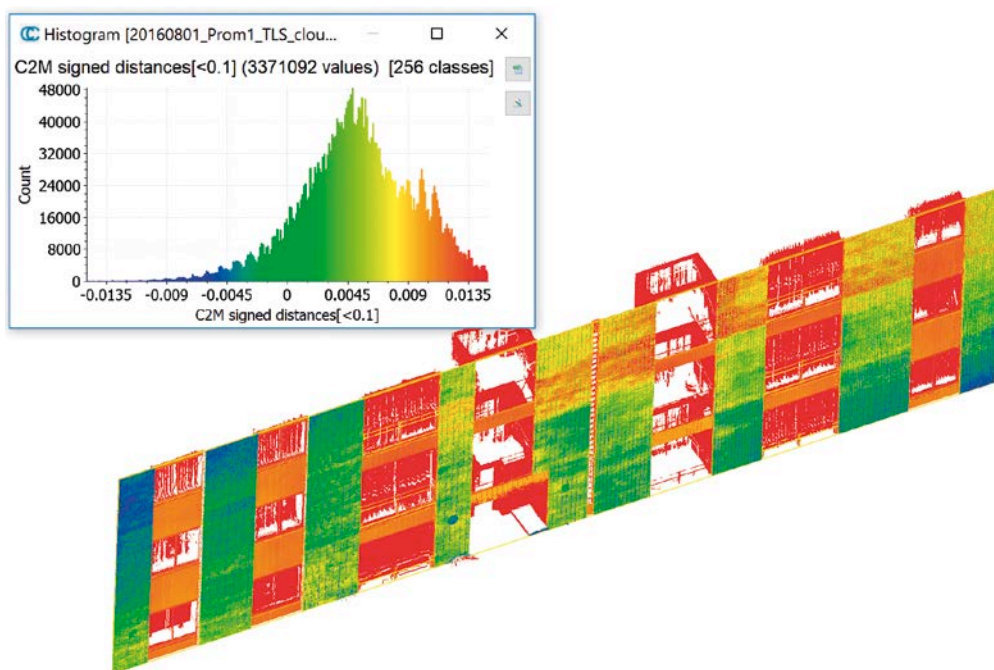 Histogram [20160801_Prom1_TLS_clou...
C2M signed distances[<0.1] (3371092 values) [256 classes]
48000
40000
32000
24000
16000
8000
0
Count
-0.0135 -0.009 -0.0045 0 0.0045 0.009 0.0135
C2M signed distances[<0.1]